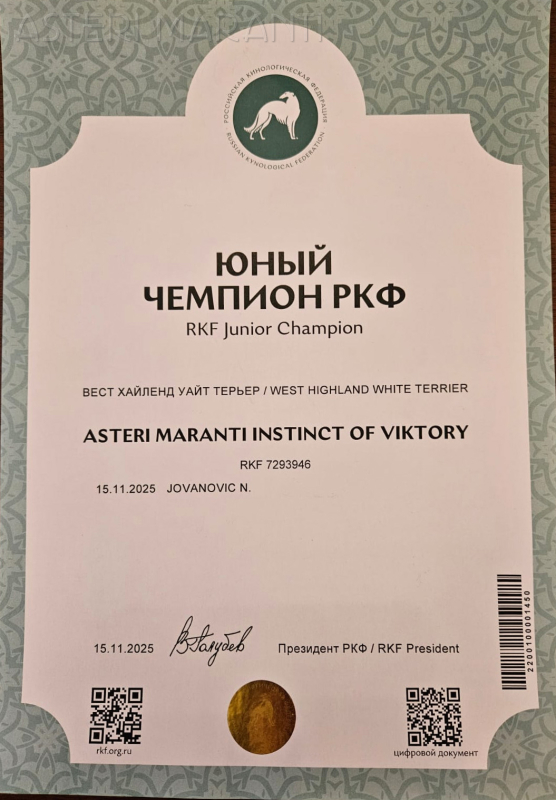 ASTERI MARANTI
РОССИЙСКАЯ КИНОЛОГИЧЕСКАЯ ФЕДЕРАЦИЯ
RUSSIAN KYNOLOGICAL FEDERATION
ЮНЫЙ
ЧЕМПИОН РКФ
RKF Junior Champion
ВЕСТ ХАЙЛЕНД УАЙТ ТЕРЬЕР / WEST HIGHLAND WHITE TERRIER
ASTERI MARANTI INSTINCT OF VIKTORY
RKF 7293946
15.11.2025 JOVANOVIC N.
2200100001450
15.11.2025 В Голубев Президент РКФ / RKF President
rkf.org.ru
цифровой документ